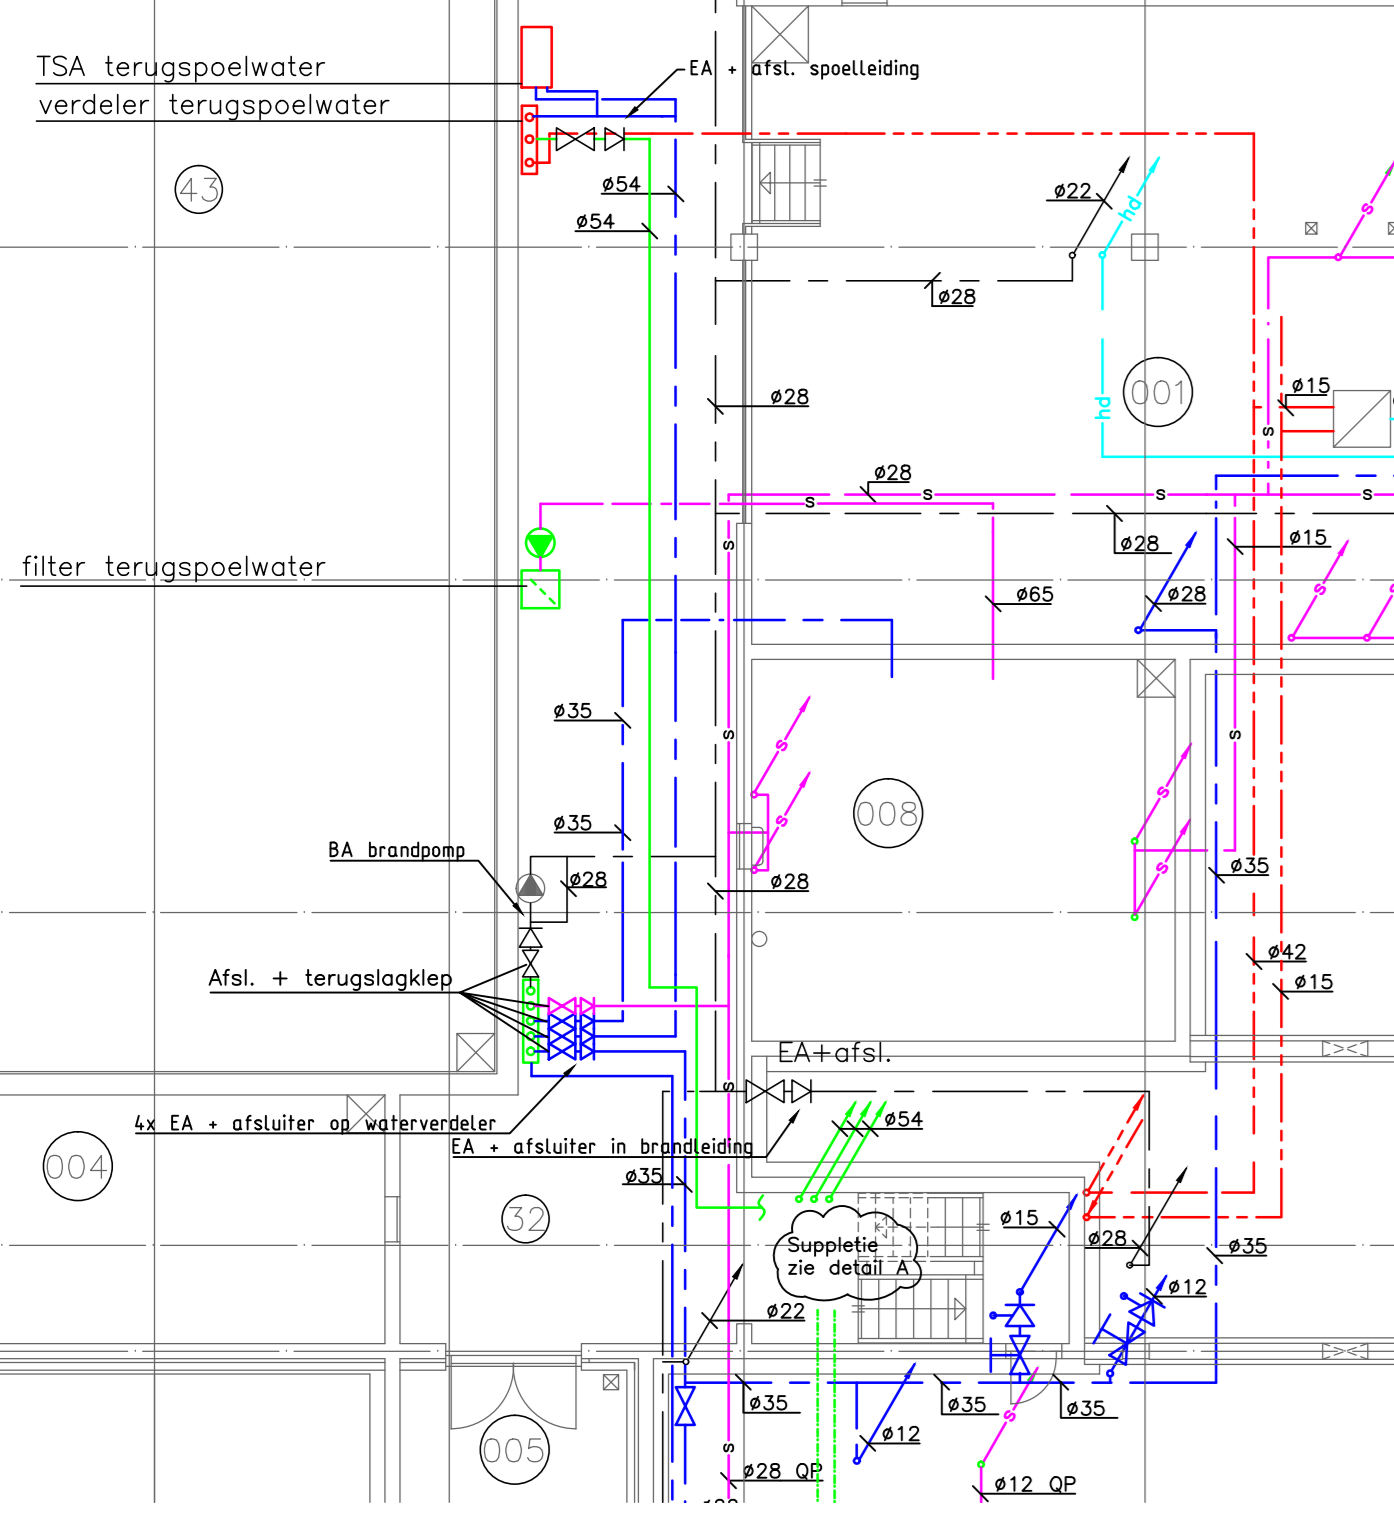 TSA terugspoelwater
EA + afsl. spoelleiding
verdeler terugspoelwater
43
ø54
ø54
ø22
hd
s
ø28
001
ø28
ø15
hd
s
ø28
s
s
s
s
ø28
ø15
s
filter terugspoelwater
ø65
ø28
s
s
ø35
s
s
s
s
008
s
s
ø35
BA brandpomp
ø28
ø28
ø35
s
ø42
Afsl. + terugslagklep
ø15
EA+afsl.
s
4x EA + afsluiter op waterverdeler
ø54
EA + afsluiter in brandleiding
004
ø35
32
ø15
ø28
ø35
Suppletie
zie detail A
ø12
ø22
ø35
ø35
ø35
s
ø12
s
005
ø28 QP
ø12 QP